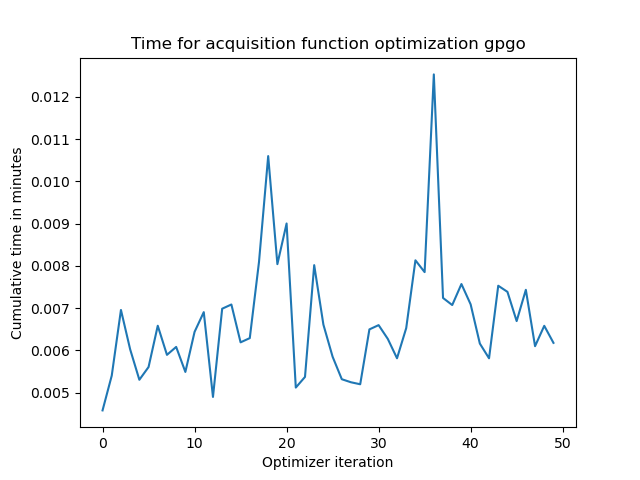 Time for acquisition function optimization gpgo
0.012
0.011
0.010
0.009
0.008
0.007
0.006
0.005
Cumulative time in minutes
0 10 20 30 40 50
Optimizer iteration